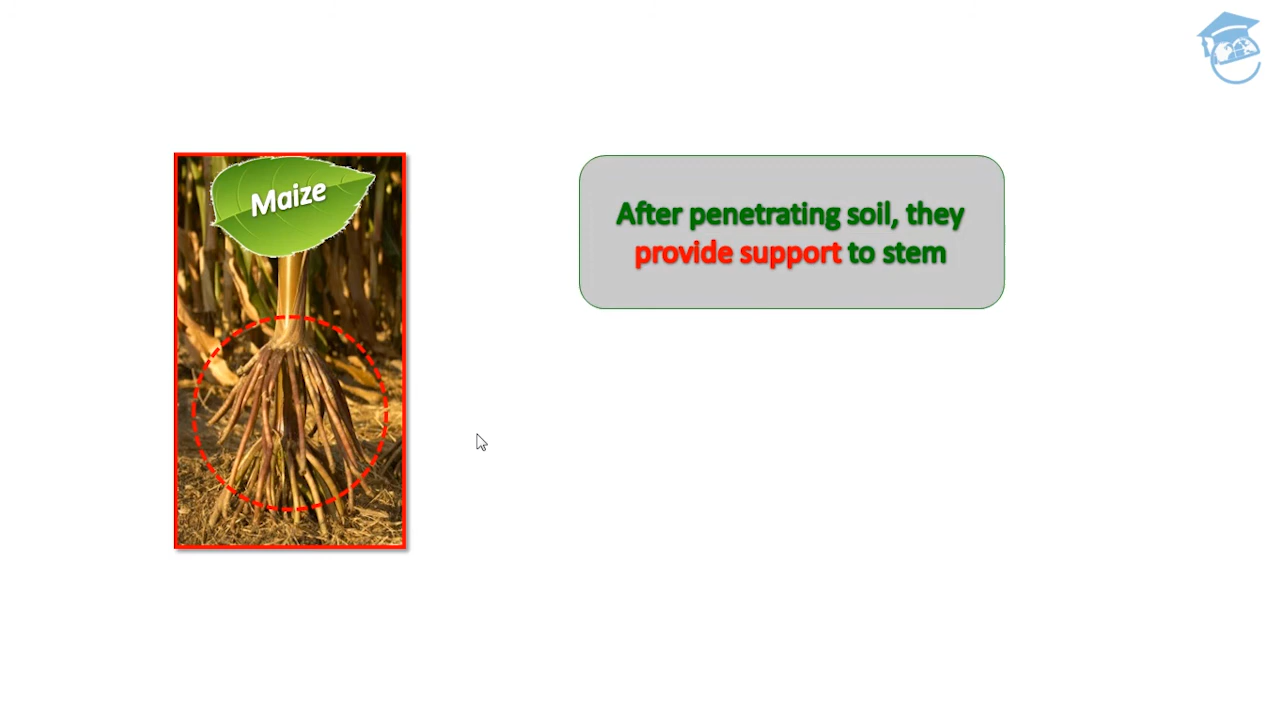 Maize
After penetrating soil, they
provide support to stem